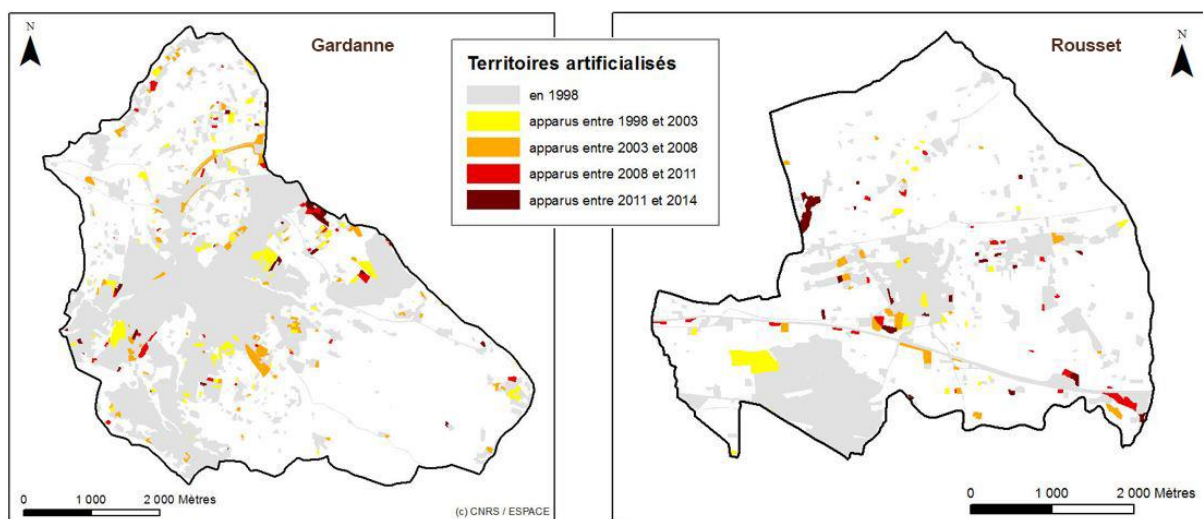 N
Gardanne
Territoires artificialisés
en 1998
apparus entre 1998 et 2003
apparus entre 2003 et 2008
apparus entre 2008 et 2011
apparus entre 2011 et 2014
Rousset
N
0 1 000 2 000 Mètres
(c) CNRS / ESPACE
0 1 000 2 000 Mètres